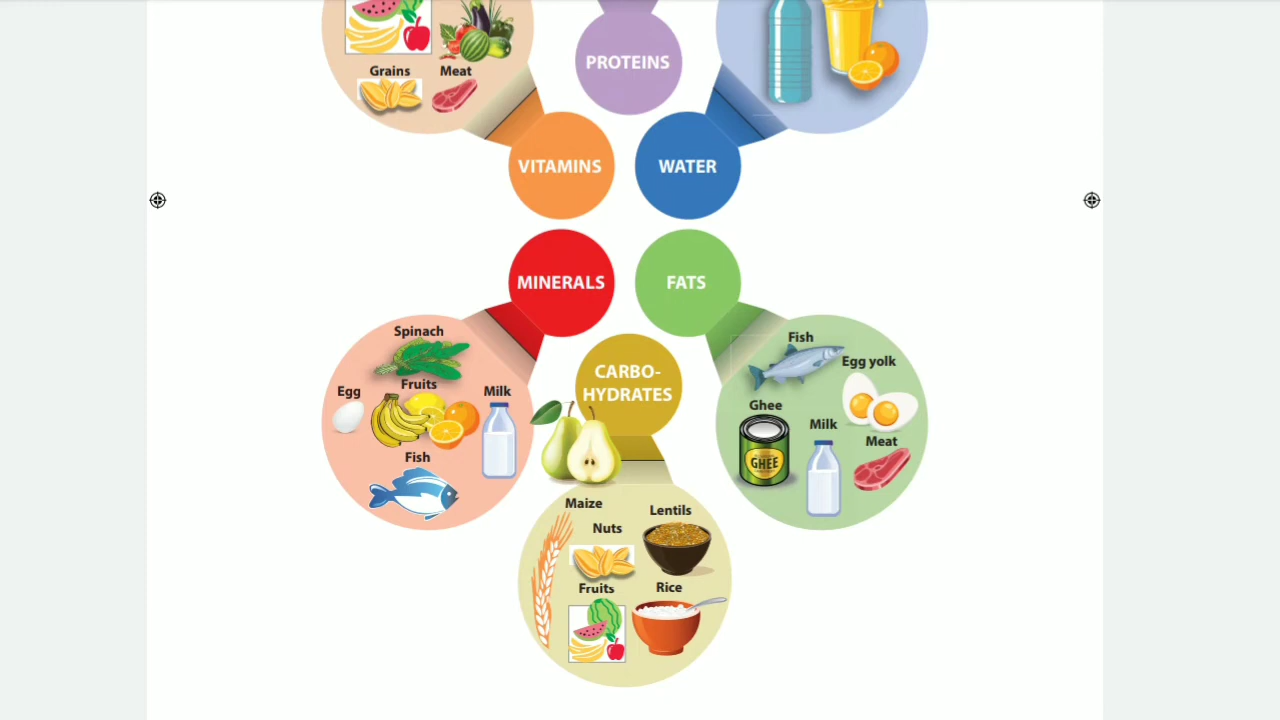 Grains
Meat
PROTEINS
VITAMINS
WATER
MINERALS
FATS
Spinach
Egg
Fruits
Milk
Fish
CARBO-
HYDRATES
Fish
Egg yolk
Ghee
Milk
Meat
GHEE
Maize
Nuts
Lentils
Fruits
Rice